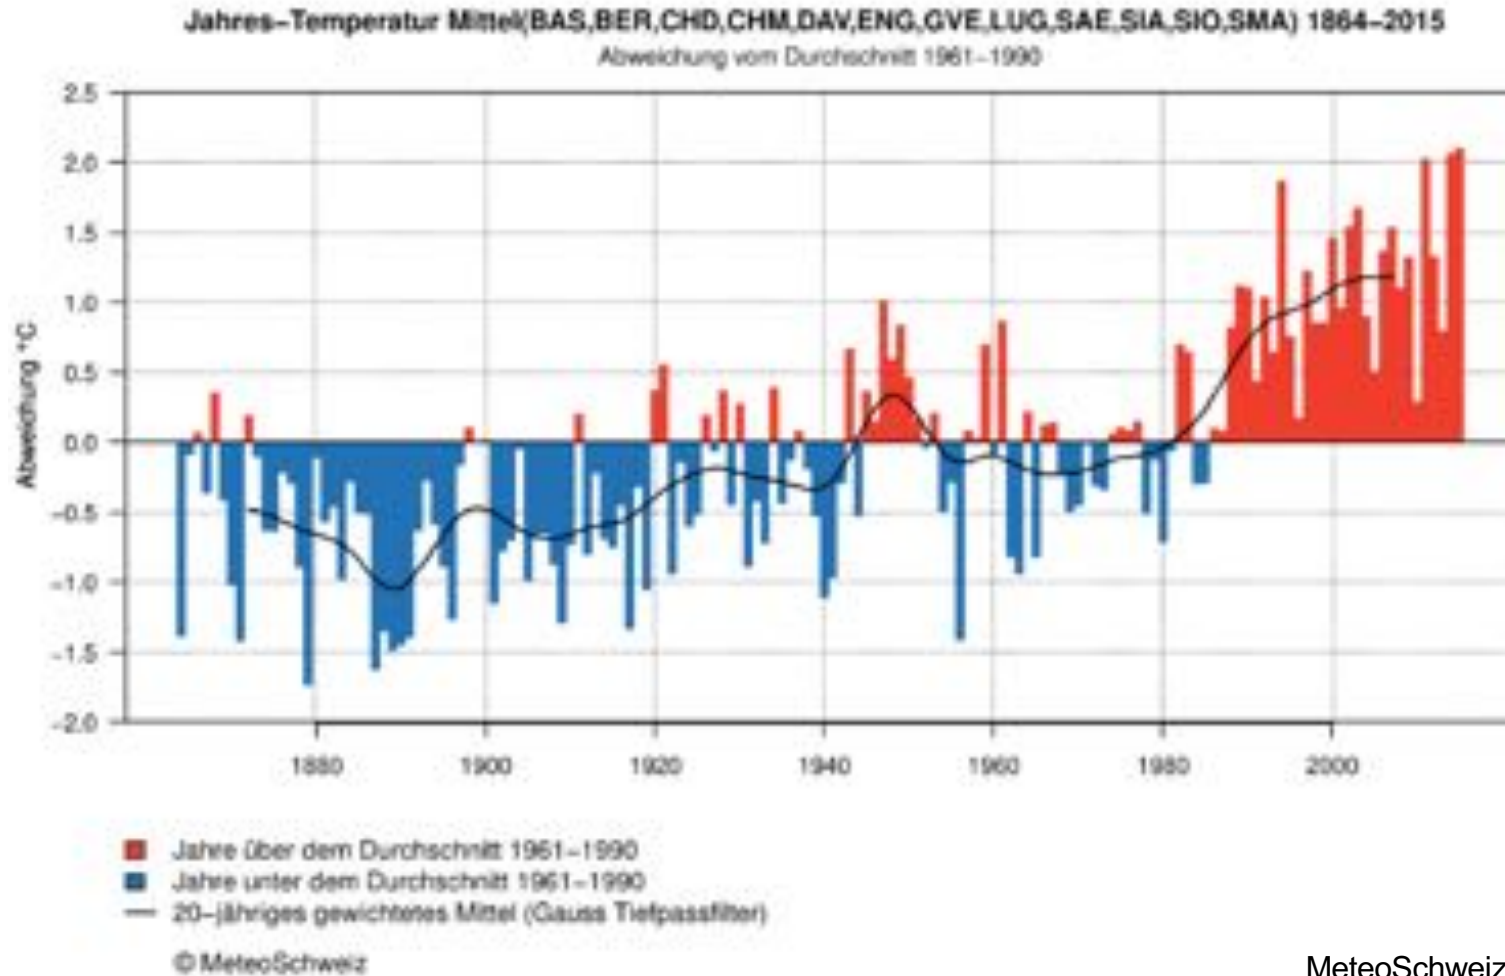 Jahres-Temperatur Mittel(BAS,BER,CHD,CHM,DAV,ENG,GVE,LUG,SAE,SIA,SIO,SMA) 1864-2015
Abweichung vom Durchschnitt 1961-1990
Abweichung °C
2.5
2.0
1.5
1.0
0.5
0.0
-0.5
-1.0
-1.5
-2.0
1880 1900 1920 1940 1960 1980 2000
Jahre über dem Durchschnitt 1961-1990
Jahre unter dem Durchschnitt 1961-1990
20-jähriges gewichtetes Mittel (Gauss Tiefpassfilter)
© MeteoSchweiz
MeteoSchweiz